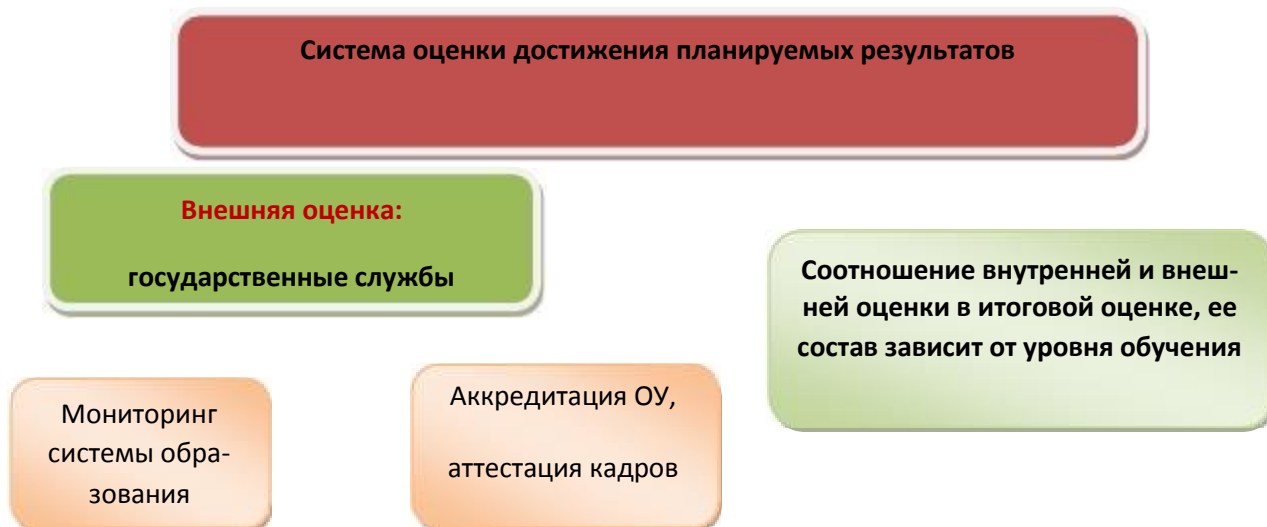 Система оценки достижения планируемых результатов
Внешняя оценка:
государственные службы
Соотношение внутренней и внеш-
ней оценки в итоговой оценке, ее
состав зависит от уровня обучения
Мониторинг
системы обра-
зования
Аккредитация ОУ,
аттестация кадров